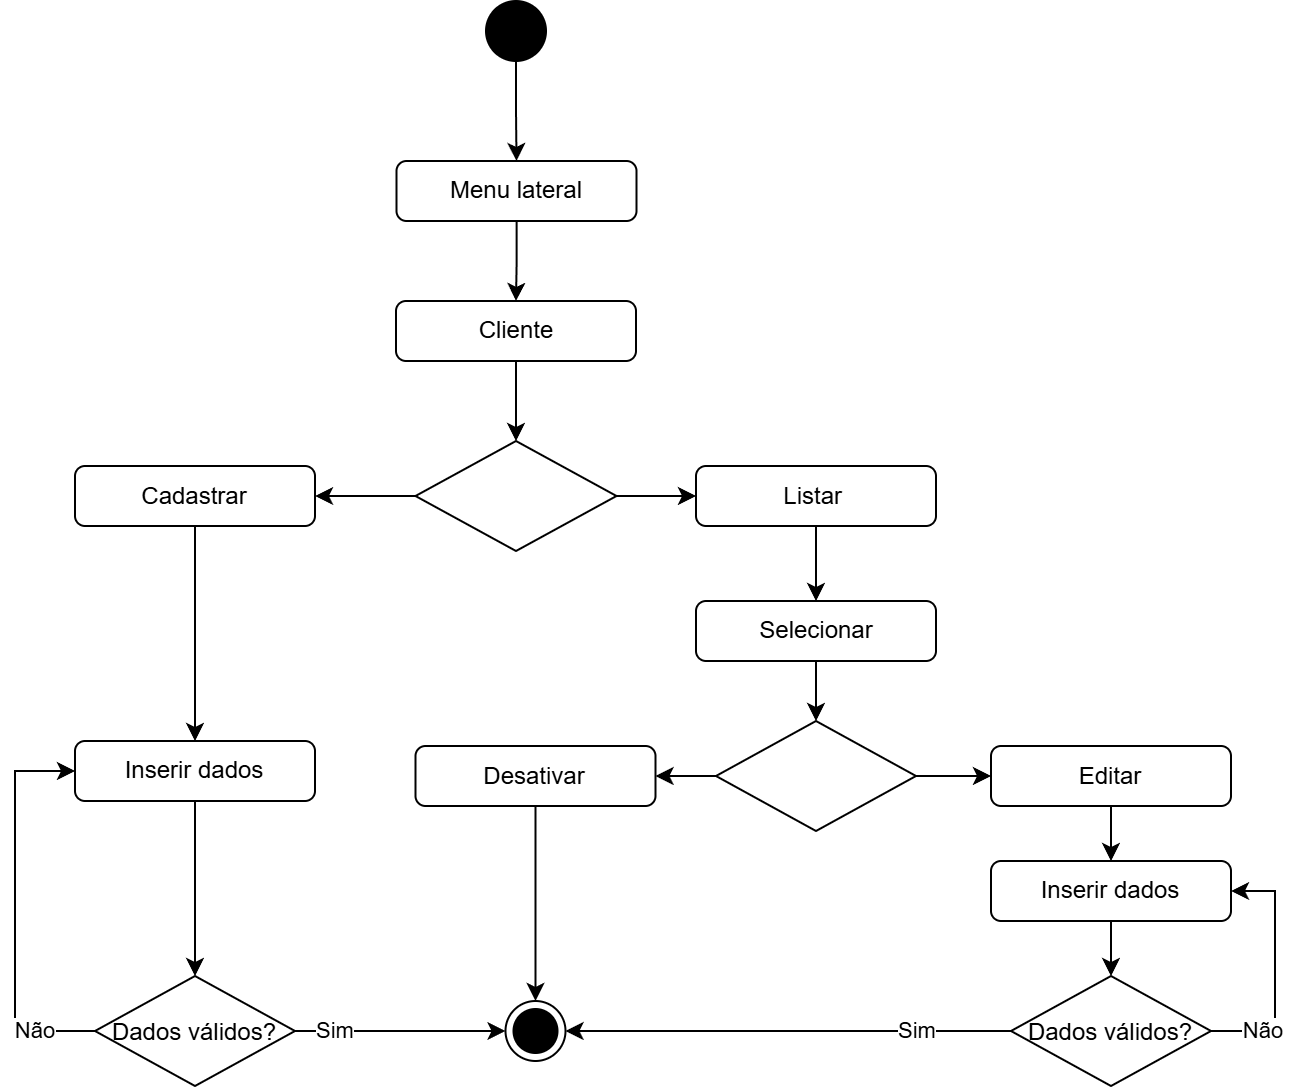 Menu lateral
Cliente
Cadastrar
Listar
Selecionar
Inserir dados
Desativar
Editar
Inserir dados
Não
Dados válidos?
Sim
Sim
Dados válidos?
Não